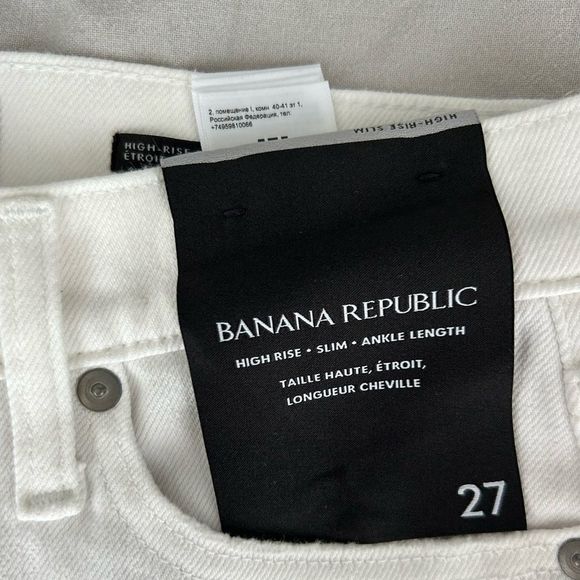 2, помещение I, комн. 40-41 эт 1,
Российская Федерация, тел.
+74959810066
HIGH-RISE
ÉTROIT
HIGH-RISE SLIM
BANANA REPUBLIC
HIGH RISE • SLIM • ANKLE LENGTH
TAILLE HAUTE, ÉTROIT,
LONGUEUR CHEVILLE
27